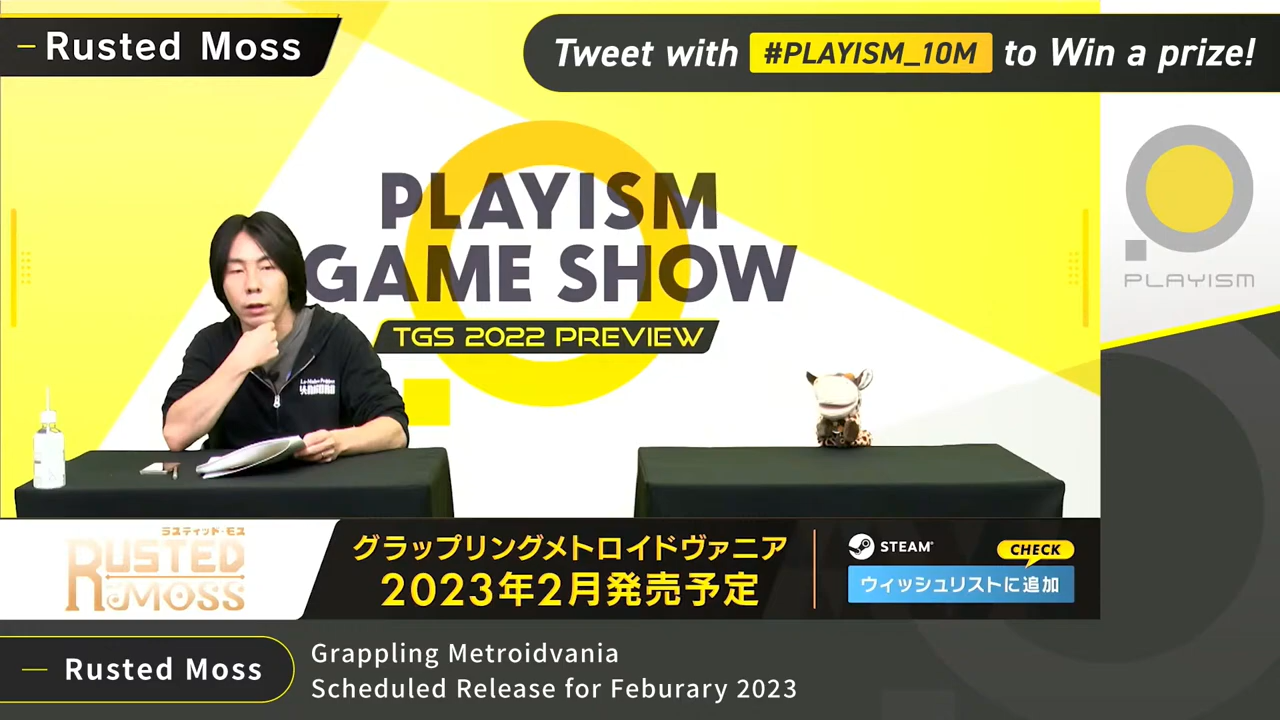 Rusted Moss
Tweet with #PLAYISM_10M to Win a prize!
PLAYISM
GAME SHOW
TGS 2022 PREVIEW
PLAYISM
ラスティッド・モス
RUSTED
MOSS
グラップリングメトロイドヴァニア
2023年2月発売予定
STEAM
CHECK
ウィッシュリストに追加
Rusted Moss
Grappling Metroidvania
Scheduled Release for Feburary 2023